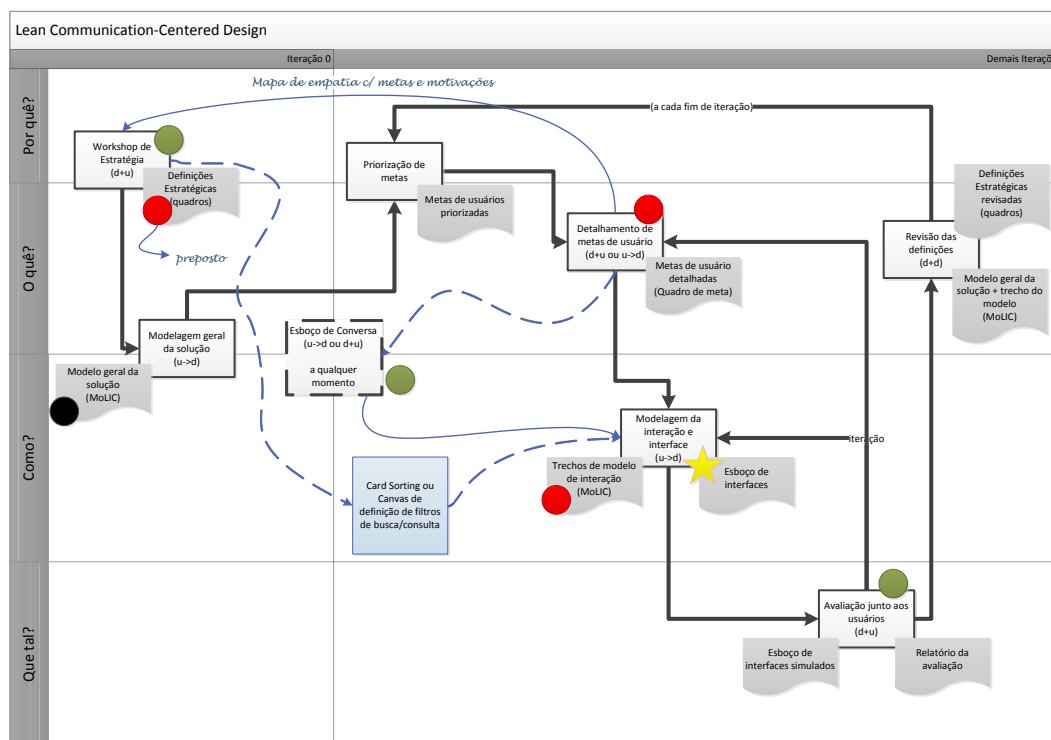 Lean Communication-Centered Design
Iteração 0
Demais Iteraçõ
Por quê?
Mapa de empatia c/ metas e motivações
(a cada fim de iteração)
Workshop de
Estratégia
(d+u)
Definições
Estratégicas
(quadros)
Priorização de
metas
Metas de usuários
priorizadas
Definições
Estratégicas
revisadas
(quadros)
O quê?
preposto
Detalhamento de
metas de usuário
(d+u ou u->d)
Metas de usuário
detalhadas
(Quadro de meta)
Revisão das
definições
(d+d)
Modelo geral da
solução + trecho do
modelo
(MoLIC)
Modelagem geral
da solução
(u->d)
Esboço de Conversa
(u->d ou d+u)
a qualquer
momento
Como?
Modelo geral da
solução
(MoLIC)
Modelagem da
interação e
interface
(u->d)
iteração
Trechos de modelo
de interação
(MoLIC)
Esboço de
interfaces
Card Sorting ou
Canvas de
definição de filtros
de busca/consulta
Que tal?
Avaliação junto aos
usuários
(d+u)
Esboço de
interfaces simulados
Relatório da
avaliação